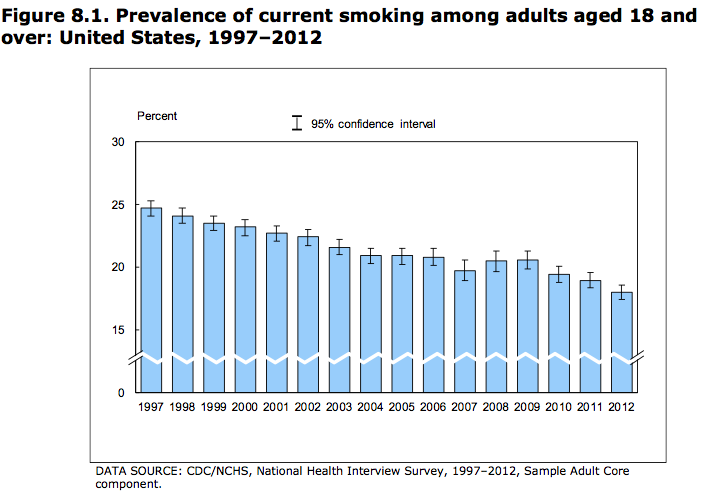 Figure 8.1. Prevalence of current smoking among adults aged 18 and
over: United States, 1997–2012
Percent
95% confidence interval
30
25
20
15
0
1997 1998 1999 2000 2001 2002 2003 2004 2005 2006 2007 2008 2009 2010 2011 2012
DATA SOURCE: CDC/NCHS, National Health Interview Survey, 1997–2012, Sample Adult Core
component.